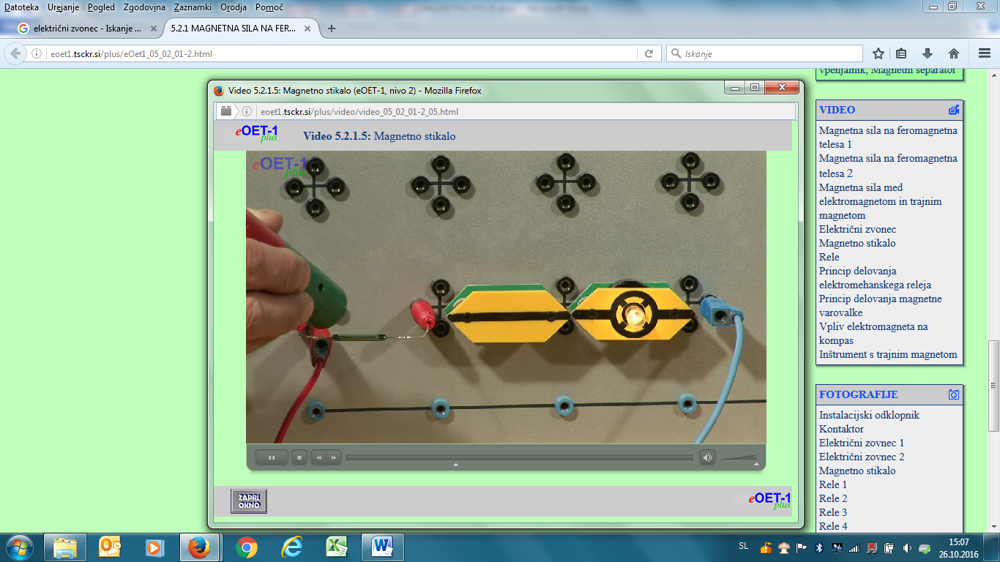 Datoteka Urejanje Pogled Zgodovina Zaznamki Orodja Pomoč
električni zvonec - Iskanje ...
5.2.1 MAGNETNA SILA NA FER...
eoet1.tsckr.si/plus/eOet1_05_02_01-2.html
Iskanje
vpenjalnik, Magnetni separator
Video 5.2.1.5: Magnetno stikalo (eOET-1, nivo 2) - Mozilla Firefox
eoet1.tsckr.si/plus/video/video_05_02_01-2_05.html
eOET-1
plus
Video 5.2.1.5: Magnetno stikalo
eOET-1
plus
ZAPRI
OKNO
eOET-1
plus
VIDEO
Magnetna sila na feromagnetna
telesa 1
Magnetna sila na feromagnetna
telesa 2
Magnetna sila med
elektromagnetom in trajnim
magnetom
Električni zvonec
Magnetno stikalo
Rele
Princip delovanja
elektromehanskega releja
Princip delovanja magnetne
varovalke
Vpliv elektromagneta na
kompas
Inštrument s trajnim magnetom
FOTOGRAFIJE
Instalacijski odklopnik
Kontaktor
Električni zovnec 1
Električni zovnec 2
Magnetno stikalo
Rele 1
Rele 2
Rele 3
Rele 4
SL
15:07
26.10.2016